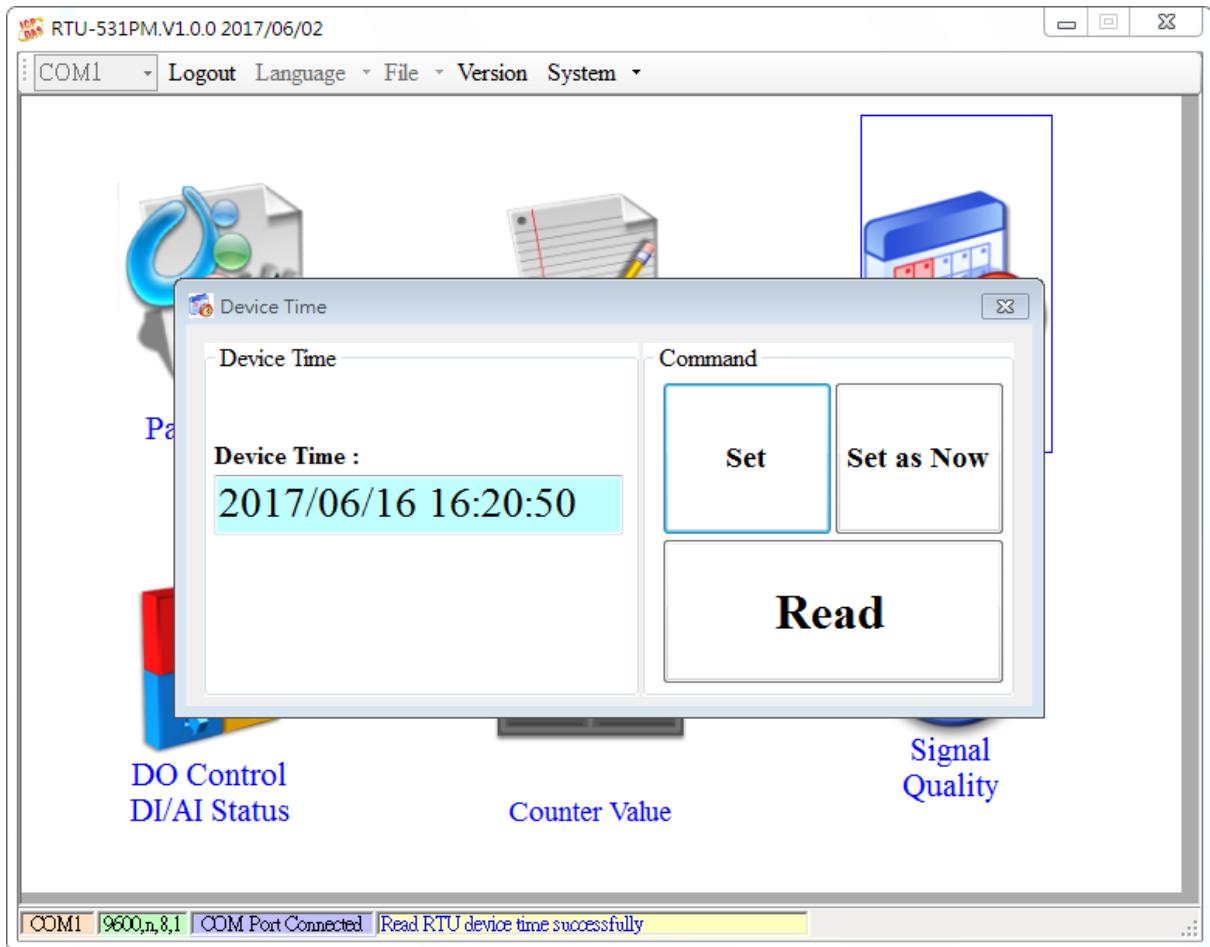 RTU-531PM.V1.0.0 2017/06/02
COM1 Logout Language File Version System
Device Time
Device Time
Device Time :
2017/06/16 16:20:50
Command
Set
Set as Now
Read
Pa
DO Control
DI/AI Status
Counter Value
Signal
Quality
COM1 9600,n,8,1 COM Port Connected Read RTU device time successfully